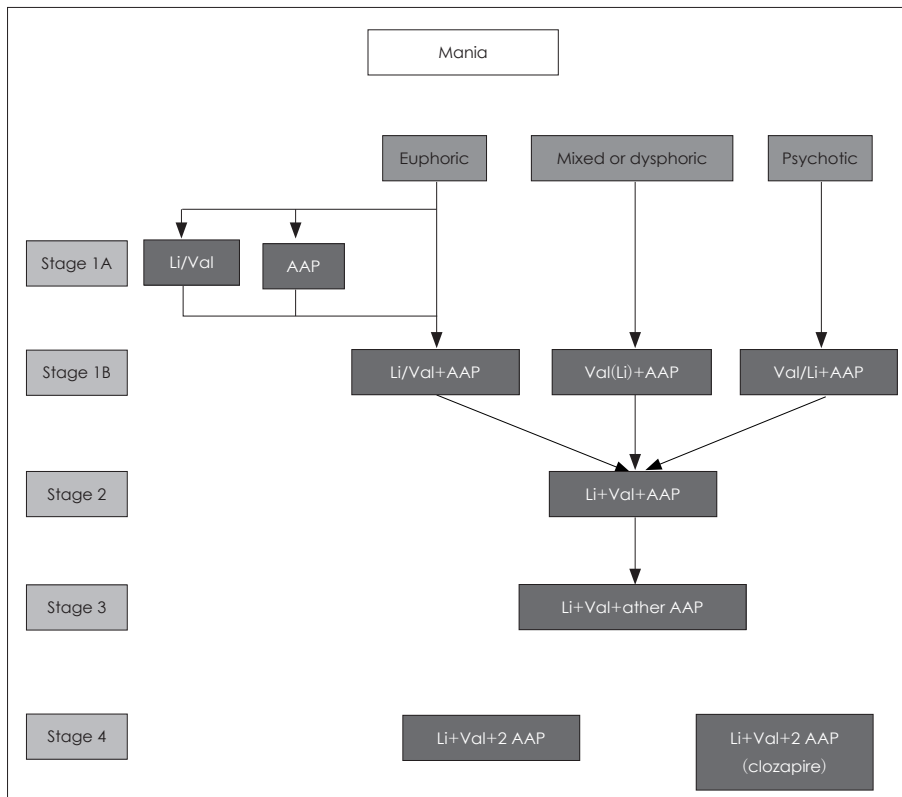 Mania
Euphoric
Mixed or dysphoric
Psychotic
Stage 1A
Li/Val
AAP
Stage 1B
Li/Val+AAP
Val(Li)+AAP
Val/Li+AAP
Stage 2
Li+Val+AAP
Stage 3
Li+Val+ather AAP
Stage 4
Li+Val+2 AAP
Li+Val+2 AAP
(clozapire)